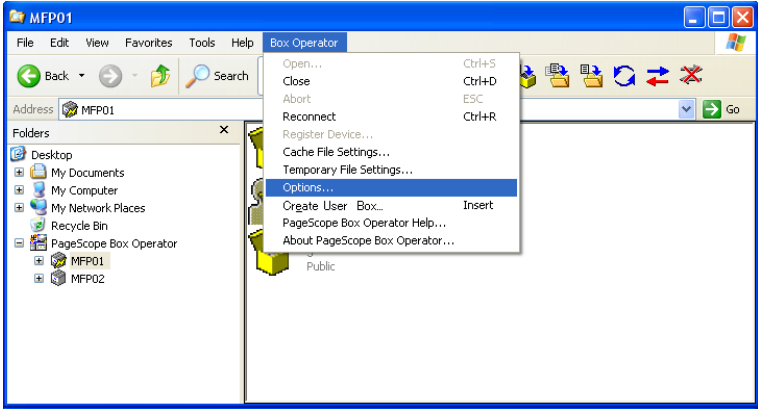 MFP01
File Edit View Favorites Tools Help Box Operator
Back Search
Address MFP01 Go
Folders x
Desktop
My Documents
My Computer
My Network Places
Recycle Bin
PageScope Box Operator
MFP01
MFP02
Open... Ctrl+S
Close Ctrl+D
Abort ESC
Reconnect Ctrl+R
Register Device...
Cache File Settings...
Temporary File Settings...
Options...
Create User Box... Insert
PageScope Box Operator Help...
About PageScope Box Operator...
Public